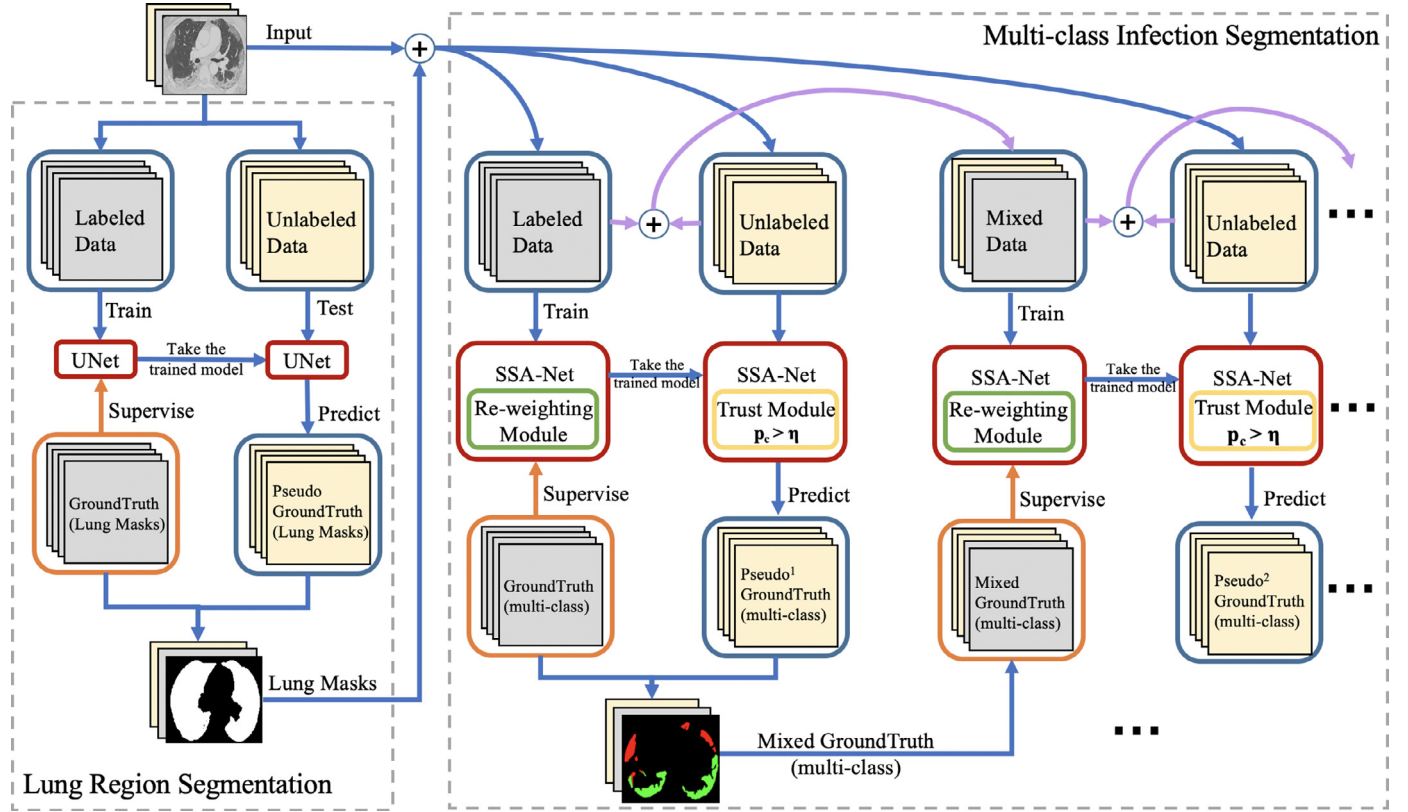 Input
+
Multi-class Infection Segmentation
Labeled
Data
Unlabeled
Data
Train
Test
UNet
Take the
trained model
UNet
Supervise
Predict
GroundTruth
(Lung Masks)
Pseudo
GroundTruth
(Lung Masks)
Lung Masks
Lung Region Segmentation
Labeled
Data
+
Unlabeled
Data
Train
SSA-Net
Re-weighting
Module
Take the
trained model
SSA-Net
Trust Module
p_c > η
Supervise
Predict
GroundTruth
(multi-class)
Pseudo¹
GroundTruth
(multi-class)
Mixed GroundTruth
(multi-class)
Mixed
Data
+
Unlabeled
Data
...
Train
SSA-Net
Re-weighting
Module
Take the
trained model
SSA-Net
Trust Module
p_c > η
...
Supervise
Predict
Mixed
GroundTruth
(multi-class)
Pseudo²
GroundTruth
(multi-class)
...
...